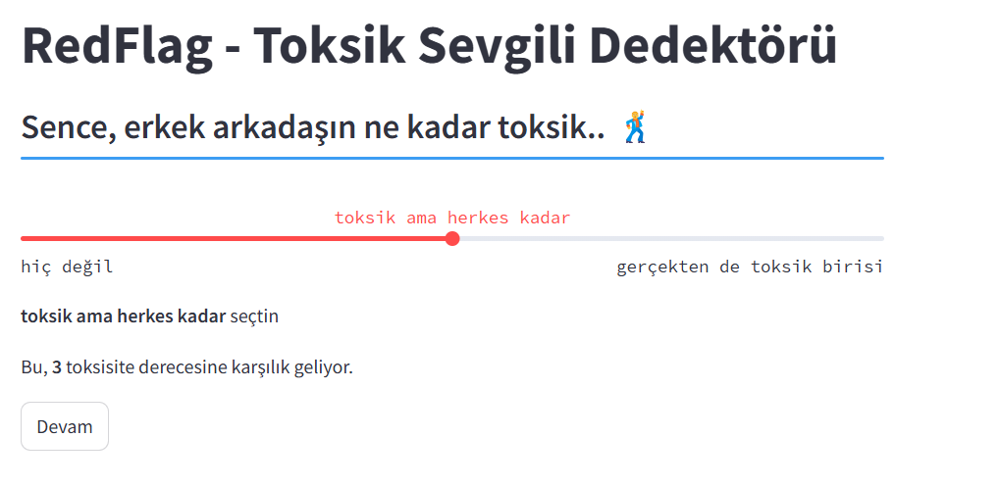 RedFlag - Toksik Sevgili Dedektörü
Sence, erkek arkadaşın ne kadar toksik.. 🕺
toksik ama herkes kadar
hiç değil gerçekten de toksik birisi
toksik ama herkes kadar seçtin
Bu, 3 toksisite derecesine karşılık geliyor.
Devam